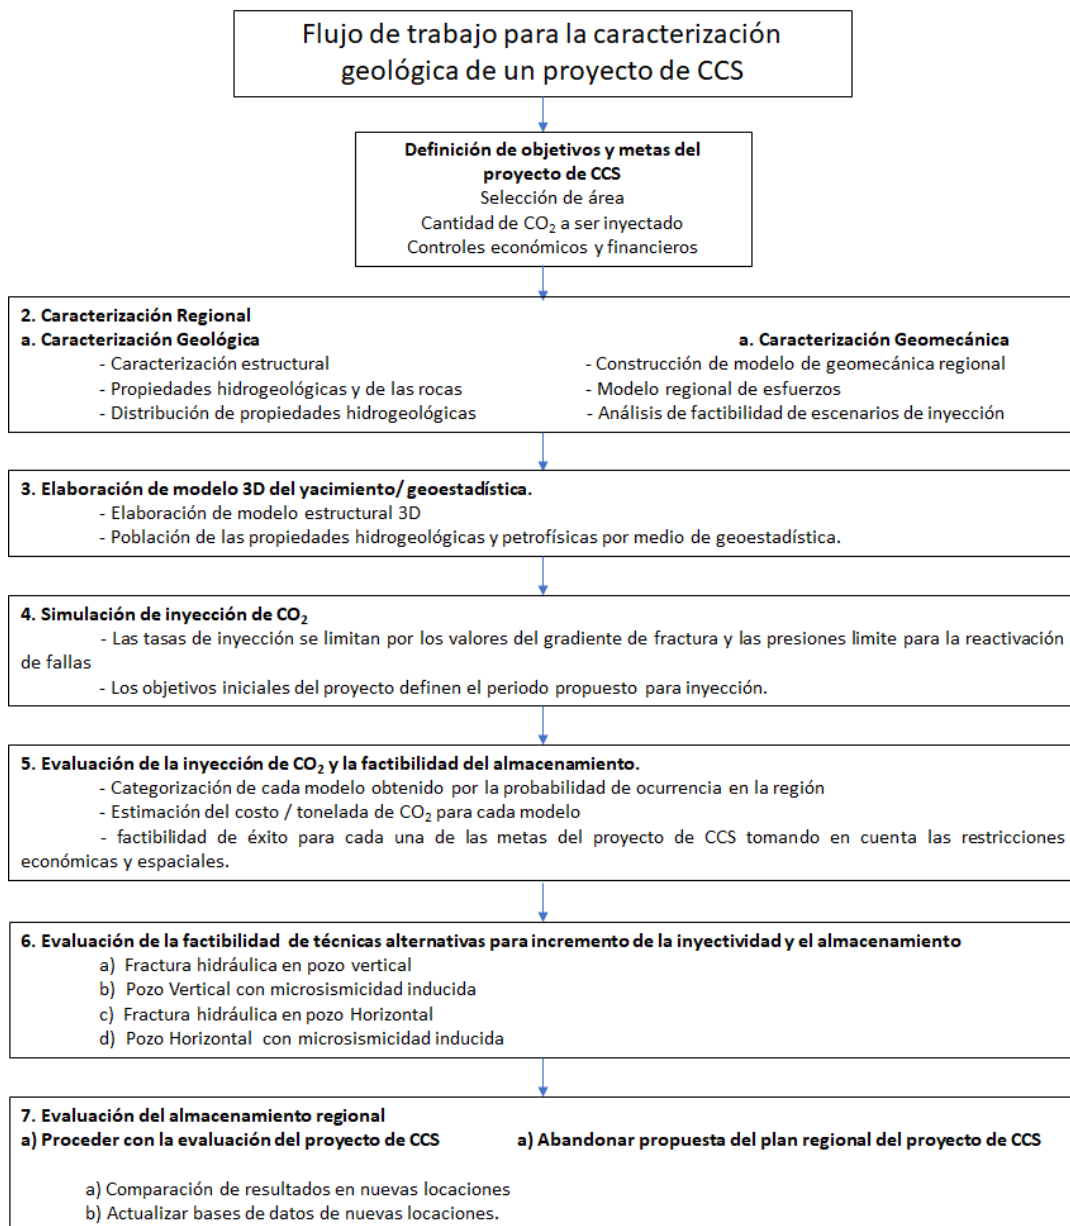 Flujo de trabajo para la caracterización
geológica de un proyecto de CCS
Definición de objetivos y metas del
proyecto de CCS
Selección de área
Cantidad de CO₂ a ser inyectado
Controles económicos y financieros
2. Caracterización Regional
a. Caracterización Geológica
- Caracterización estructural
- Propiedades hidrogeológicas y de las rocas
- Distribución de propiedades hidrogeológicas
a. Caracterización Geomecánica
- Construcción de modelo de geomecánica regional
- Modelo regional de esfuerzos
- Análisis de factibilidad de escenarios de inyección
3. Elaboración de modelo 3D del yacimiento/ geoestadística.
- Elaboración de modelo estructural 3D
- Población de las propiedades hidrogeológicas y petrofísicas por medio de geoestadística.
4. Simulación de inyección de CO₂
- Las tasas de inyección se limitan por los valores del gradiente de fractura y las presiones limite para la reactivación
de fallas
- Los objetivos iniciales del proyecto definen el periodo propuesto para inyección.
5. Evaluación de la inyección de CO₂ y la factibilidad del almacenamiento.
- Categorización de cada modelo obtenido por la probabilidad de ocurrencia en la región
- Estimación del costo / tonelada de CO₂ para cada modelo
- factibilidad de éxito para cada una de las metas del proyecto de CCS tomando en cuenta las restricciones
económicas y espaciales.
6. Evaluación de la factibilidad de técnicas alternativas para incremento de la inyectividad y el almacenamiento
a) Fractura hidráulica en pozo vertical
b) Pozo Vertical con microsismicidad inducida
c) Fractura hidráulica en pozo Horizontal
d) Pozo Horizontal con microsismicidad inducida
7. Evaluación del almacenamiento regional
a) Proceder con la evaluación del proyecto de CCS
a) Abandonar propuesta del plan regional del proyecto de CCS
a) Comparación de resultados en nuevas locaciones
b) Actualizar bases de datos de nuevas locaciones.